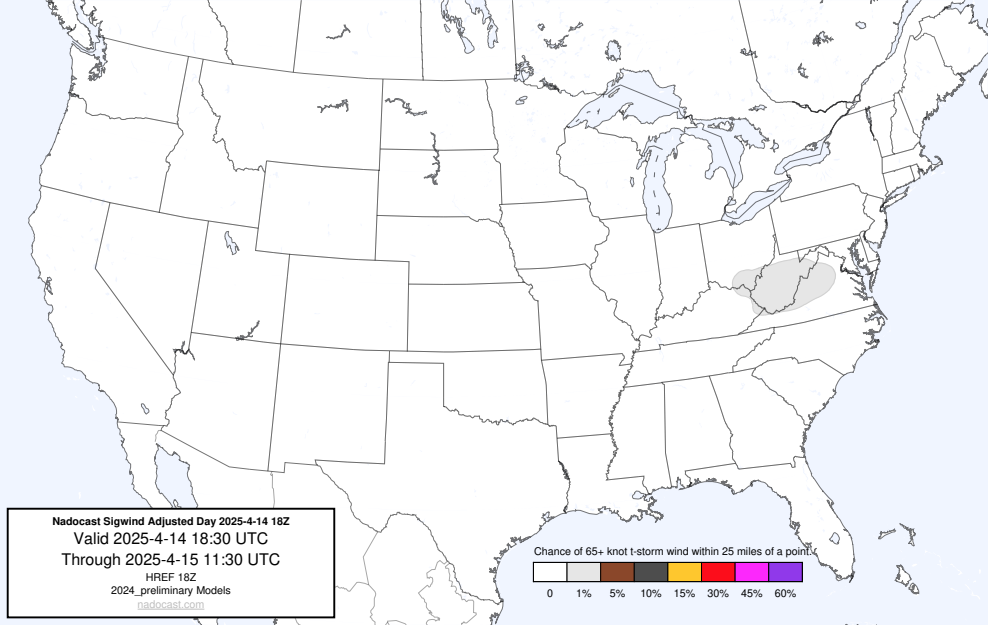 Nadocast Sigwind Adjusted Day 2025-4-14 18Z
Valid 2025-4-14 18:30 UTC
Through 2025-4-15 11:30 UTC
HREF 18Z
2024_preliminary Models
nadocast.com
Chance of 65+ knot t-storm wind within 25 miles of a point.
0 1% 5% 10% 15% 30% 45% 60%